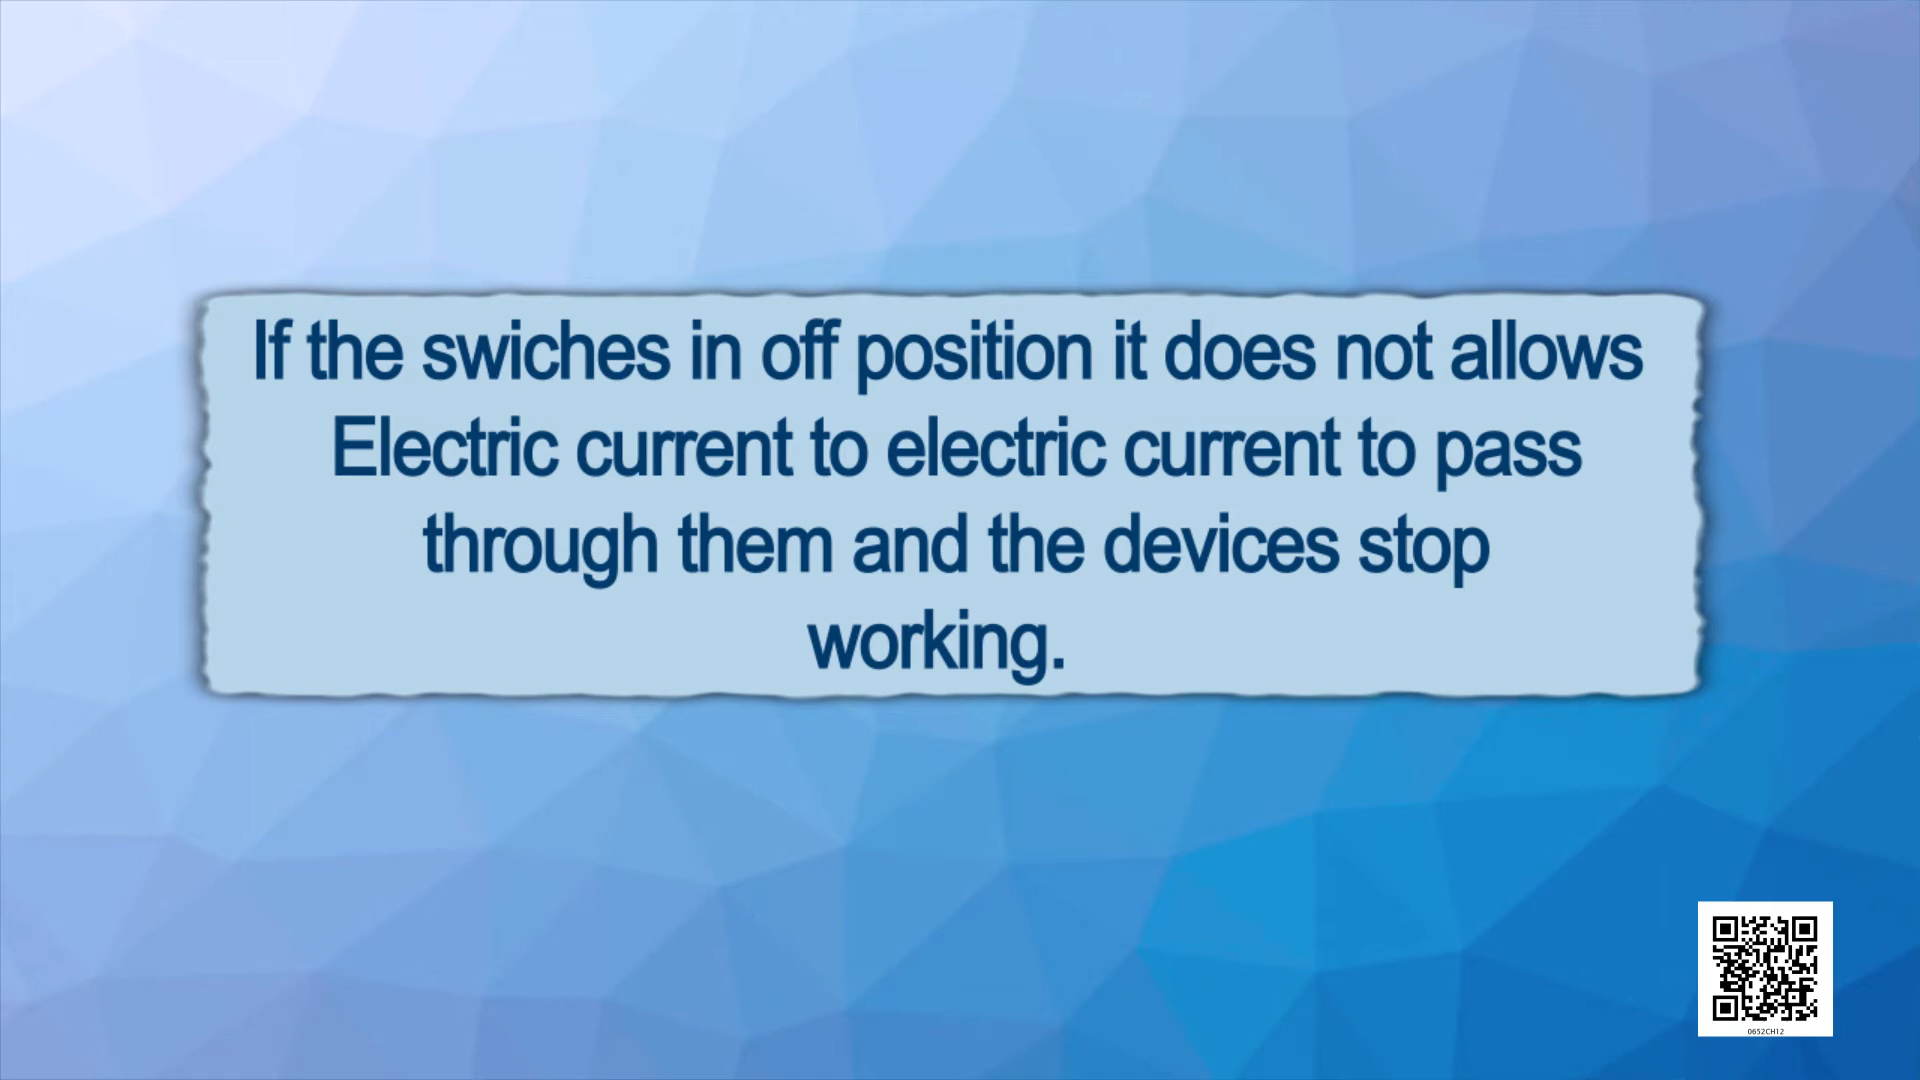 If the swiches in off position it does not allows
Electric current to electric current to pass
through them and the devices stop
working.
0652CH12